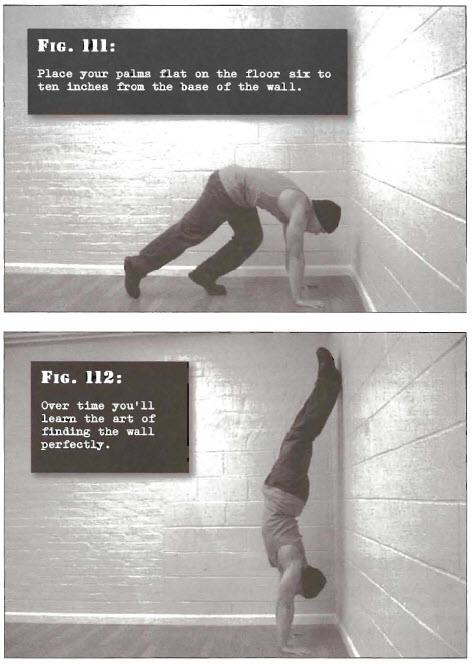 FIG. 111:
Place your palms flat on the floor six to
ten inches from the base of the wall.
FIG. 112:
Over time you'll
learn the art of
finding the wall
perfectly.